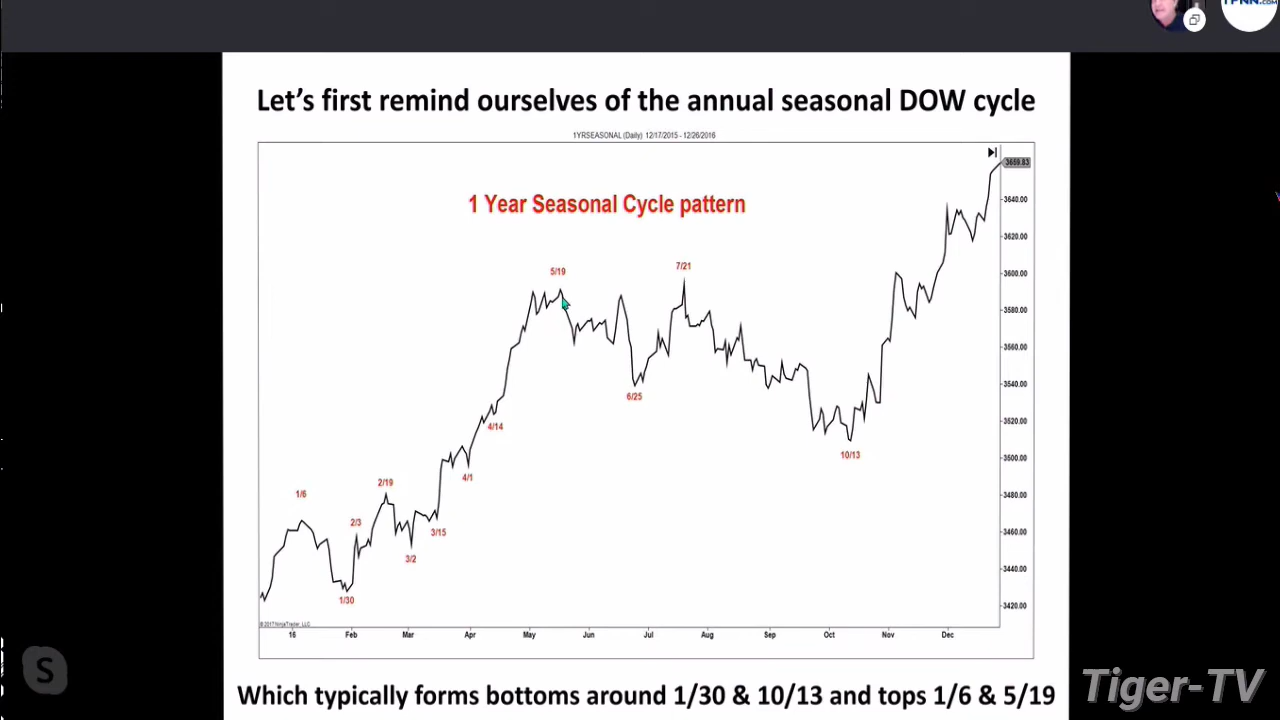 TFNN.COM
Let's first remind ourselves of the annual seasonal DOW cycle
1YRSEASONAL (Daily) 12/17/2015 - 12/26/2016
3659.83
1 Year Seasonal Cycle pattern
3640.00
3620.00
5/19
7/21
3600.00
3580.00
3560.00
3540.00
6/25
3520.00
4/14
10/13
3500.00
4/1
2/19
1/6
3480.00
2/3
3/15
3460.00
3/2
3440.00
1/30
3420.00
© 2017 NinjaTrader, LLC
16 Feb Mar Apr May Jun Jul Aug Sep Oct Nov Dec
S
Which typically forms bottoms around 1/30 & 10/13 and tops 1/6 & 5/19
Tiger-TV